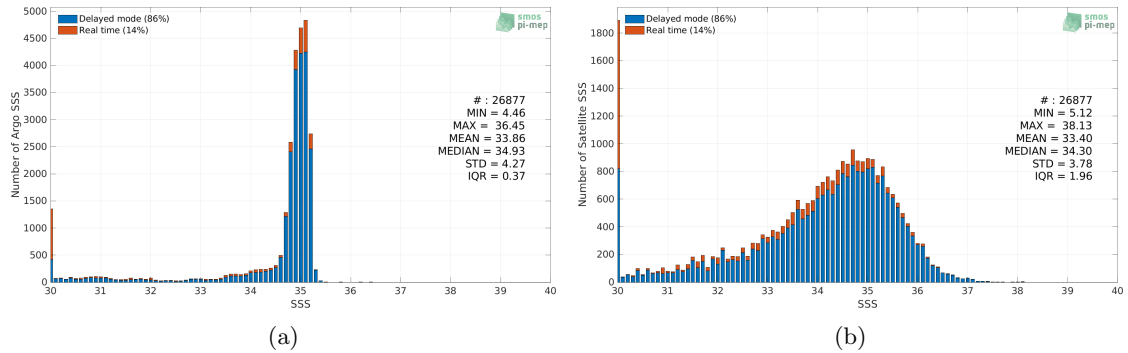 Delayed mode (86%)
Real time (14%)
smos
pi-mep
# : 26877
MIN = 4.46
MAX = 36.45
MEAN = 33.86
MEDIAN = 34.93
STD = 4.27
IQR = 0.37
Number of Argo SSS
5000
4500
4000
3500
3000
2500
2000
1500
1000
500
0
30 31 32 33 34 35 36 37 38 39 40
SSS
(a)
Delayed mode (86%)
Real time (14%)
smos
pi-mep
# : 26877
MIN = 5.12
MAX = 38.13
MEAN = 33.40
MEDIAN = 34.30
STD = 3.78
IQR = 1.96
Number of Satellite SSS
1800
1600
1400
1200
1000
800
600
400
200
0
30 31 32 33 34 35 36 37 38 39 40
SSS
(b)